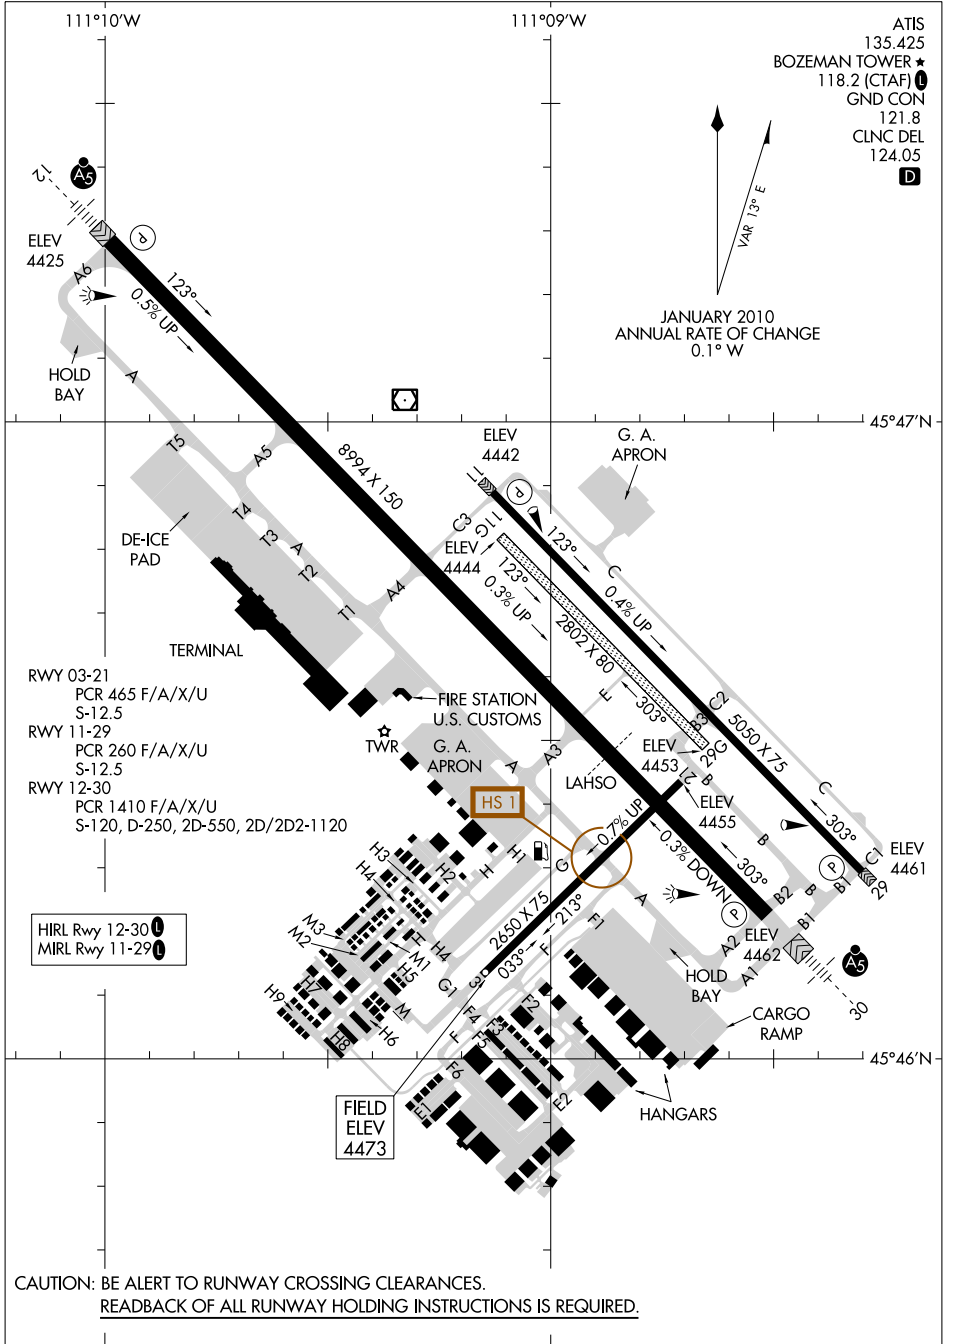 111°10'W
111°09'W
ATIS
135.425
BOZEMAN TOWER
118.2 (CTAF) L
GND CON
121.8
CLNC DEL
124.05
D
VAR 13° E
JANUARY 2010
ANNUAL RATE OF CHANGE
0.1° W
12
A5
P
ELEV
4425
A6
123°
0.5% UP
HOLD
BAY
A
45°47'N
T5
A5
8994 X 150
ELEV
4442
G. A.
APRON
11
P
C3
11G
ELEV
4444
123°
C
DE-ICE
PAD
T4
T3
A
T2
T1
A4
123°
0.3% UP
0.4% UP
2802 X 80
TERMINAL
E
303°
C2
B3
5050 X 75
RWY 03-21
PCR 465 F/A/X/U
S-12.5
RWY 11-29
PCR 260 F/A/X/U
S-12.5
RWY 12-30
PCR 1410 F/A/X/U
S-120, D-250, 2D-550, 2D/2D2-1120
FIRE STATION
U.S. CUSTOMS
TWR
G. A.
APRON
A
A3
LAHSO
ELEV
4453
29G
21
B
C
HS 1
0.7% UP
ELEV
4455
303°
B
0.3% DOWN
303°
C1
ELEV
4461
P
29
B1
B
B2
B1
H3
H4
H2
H
H1
G
2650 X 75
213°
033°
F1
A
P
A2
ELEV
4462
A5
30
HIRL Rwy 12-30 L
MIRL Rwy 11-29 L
M3
M2
H
H4
M1
H5
G1
3
F
HOLD
BAY
A1
H7
H9
H8
H6
M
F2
F4
F3
F
F5
CARGO
RAMP
45°46'N
F6
E1
E2
HANGARS
FIELD
ELEV
4473
CAUTION: BE ALERT TO RUNWAY CROSSING CLEARANCES.
READBACK OF ALL RUNWAY HOLDING INSTRUCTIONS IS REQUIRED.